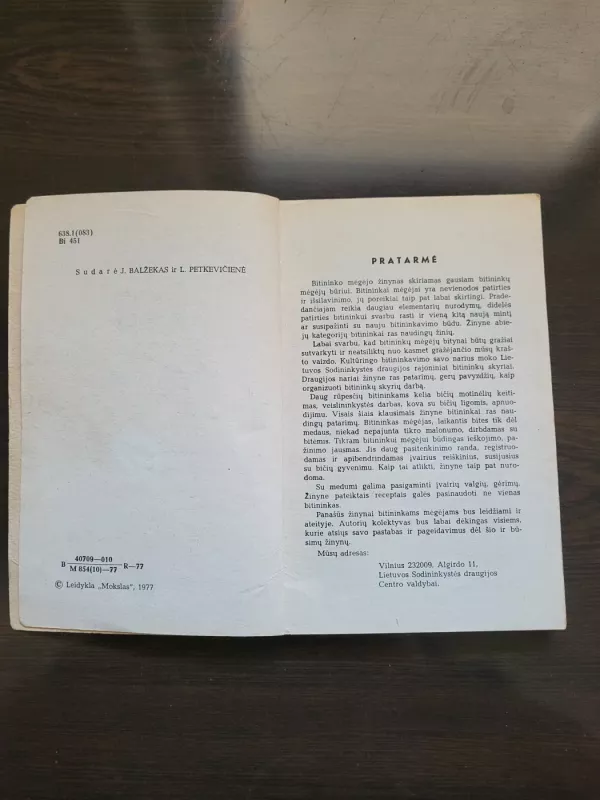 638.1(083)
Bi 451
Sudarė J. BALŽEKAS ir L. PETKEVIČIENĖ
40709—010
B ———— R—77
M 854(10)—77
© Leidykla „Mokslas“, 1977
PRATARMĖ
Bitininko mėgėjo žinynas skiriamas gausiam bitininkų
mėgėjų būriui. Bitininkai mėgėjai yra nevienodos patirties
ir išsilavinimo, jų poreikiai taip pat labai skirtingi. Prade-
dančiajam reikia daugiau elementarių nurodymų, didelės
patirties bitininkui svarbu rasti ir vieną kitą naują mintį
ar susipažinti su nauju bitininkavimo būdu. Žinyne abie-
jų kategorijų bitininkai ras naudingų žinių.
Labai svarbu, kad bitininkų mėgėjų bitynai būtų gražiai
sutvarkyti ir neatsiliktų nuo kasmet gražėjančio mūsų kraš-
to vaizdo. Kultūringo bitininkavimo savo narius moko Lie-
tuvos Sodininkystės draugijos rajoniniai bitininkų skyriai.
Draugijos nariai žinyne ras patarimų, gerų pavyzdžių, kaip
organizuoti bitininkų skyrių darbą.
Daug rūpesčių bitininkams kelia bičių motinėlių keiti-
mas, veislininkystės darbas, kova su bičių ligomis, apnuo-
dijimu. Visais šiais klausimais žinyne bitininkai ras nau-
dingų patarimų. Bitininkas mėgėjas, laikantis bites tik dėl
medaus, niekad nepajunta tikro malonumo, dirbdamas su
bitėmis. Tikram bitininkui mėgėjui būdingas ieškojimo, pa-
žinimo jausmas. Jis daug pasitenkinimo randa, registruo-
damas ir apibendrindamas įvairius reiškinius, susijusius
su bičių gyvenimu. Kaip tai atlikti, žinyne taip pat nuro-
doma.
Su medumi galima pasigaminti įvairių valgių, gėrimų.
Žinyne pateiktais receptais galės pasinaudoti ne vienas
bitininkas.
Panašūs žinynai bitininkams mėgėjams bus leidžiami ir
ateityje. Autorių kolektyvas bus labai dėkingas visiems,
kurie atsiųs savo pastabas ir pageidavimus dėl šio ir bū-
simų žinynų.
Mūsų adresas:
Vilnius 232009. Algirdo 11,
Lietuvos Sodininkystės draugijos
Centro valdybai.